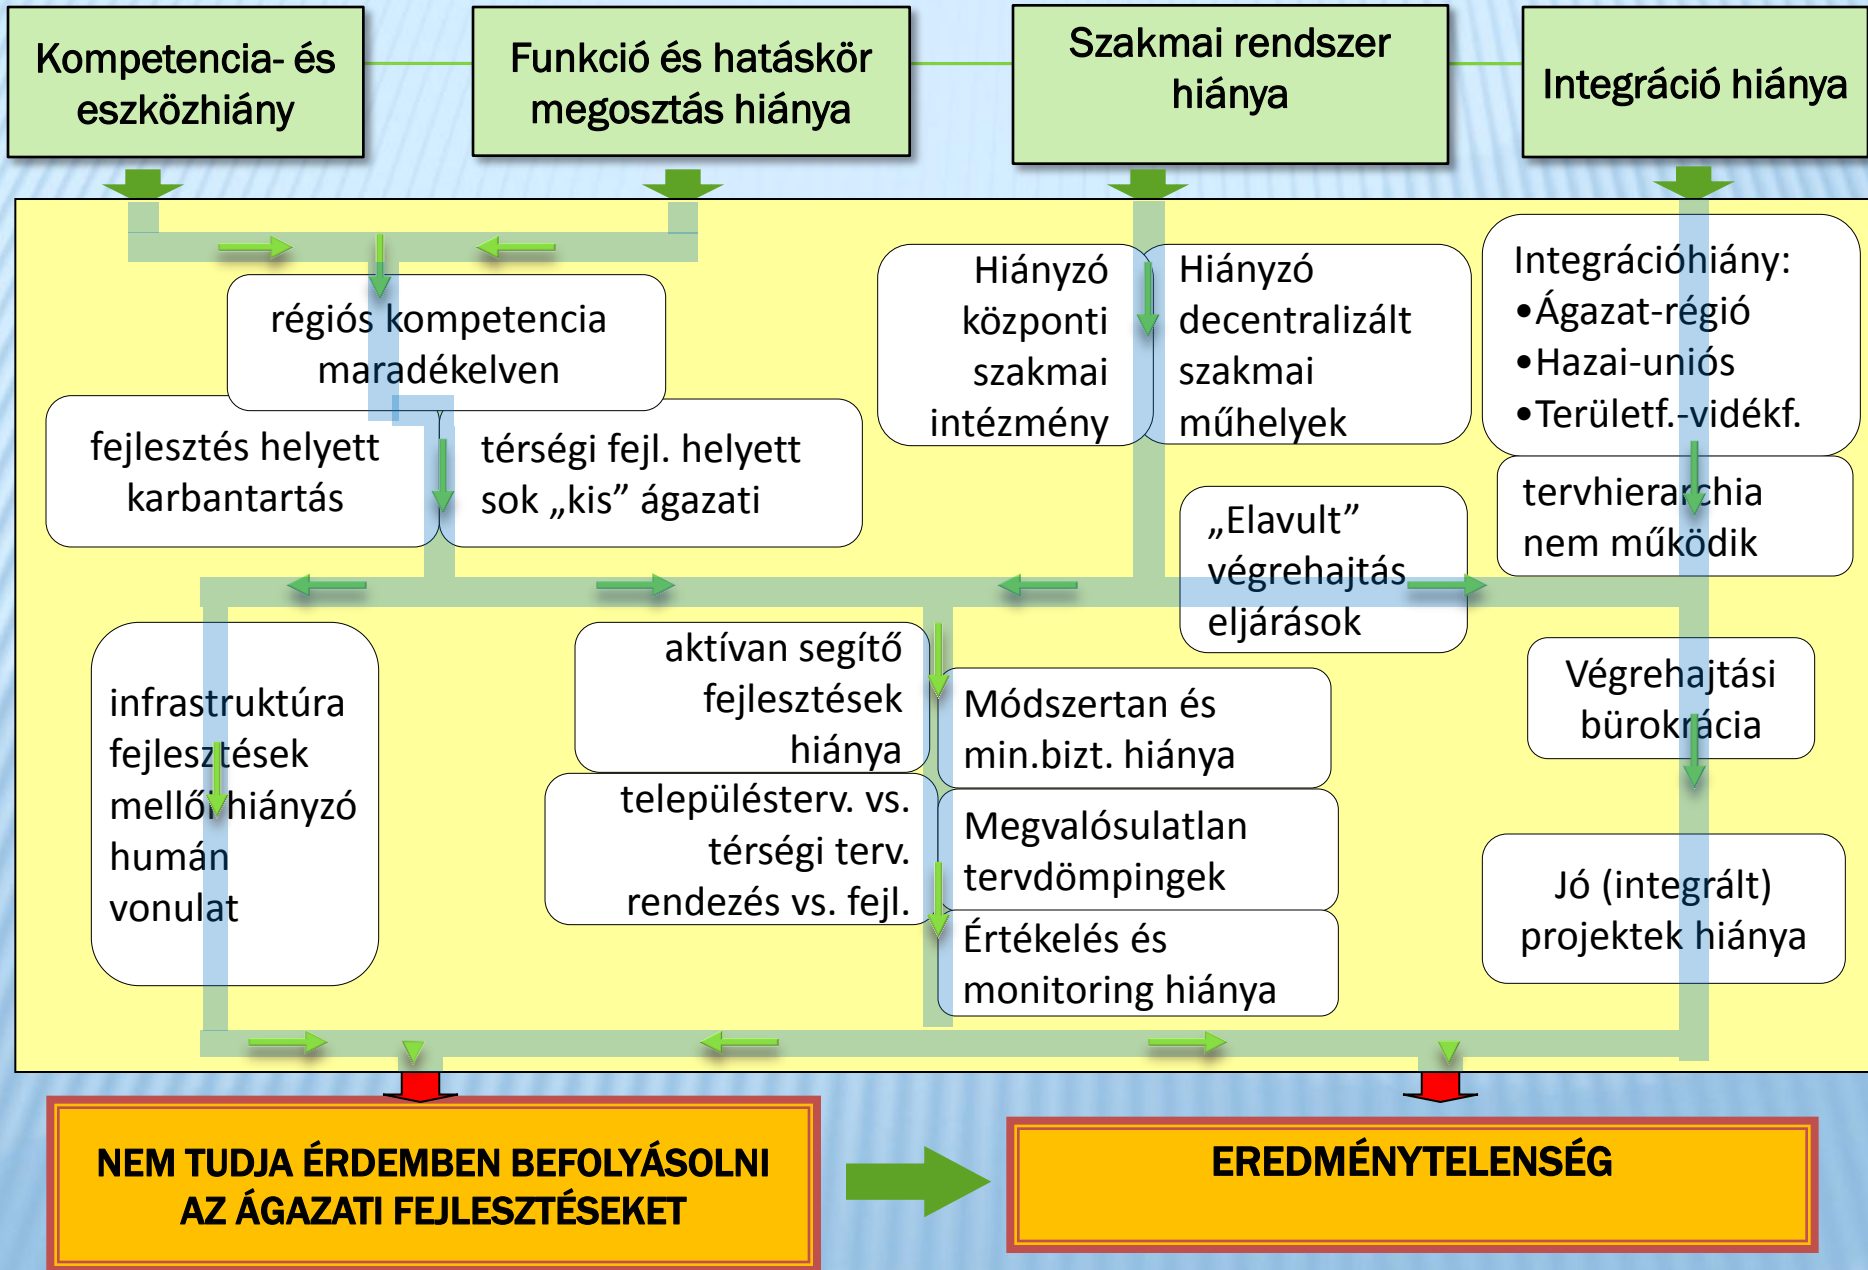 Kompetencia- és
eszközhiány
Funkció és hatáskör
megosztás hiánya
Szakmai rendszer
hiánya
Integráció hiánya
régiós kompetencia
maradékelven
fejlesztés helyett
karbantartás
térségi fejl. helyett
sok „kis” ágazati
Hiányzó
központi
szakmai
intézmény
Hiányzó
decentralizált
szakmai
műhelyek
Integrációhiány:
•Ágazat-régió
•Hazai-uniós
•Területf.-vidékf.
tervhierarchia
nem működik
„Elavult”
végrehajtás
eljárások
infrastruktúra
fejlesztések
mellől hiányzó
humán
vonulat
aktívan segítő
fejlesztések
hiánya
településterv. vs.
térségi terv.
rendezés vs. fejl.
Módszertan és
min.bizt. hiánya
Megvalósulatlan
tervdömpingek
Értékelés és
monitoring hiánya
Végrehajtási
bürokrácia
Jó (integrált)
projektek hiánya
NEM TUDJA ÉRDEMBEN BEFOLYÁSOLNI
AZ ÁGAZATI FEJLESZTÉSEKET
EREDMÉNYTELENSÉG